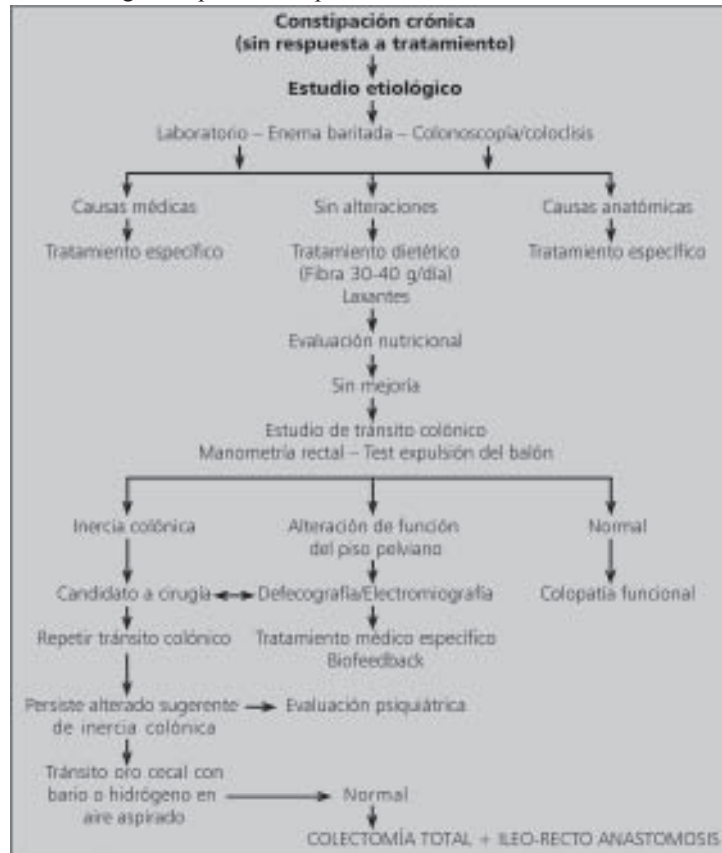 Constipación crónica
(sin respuesta a tratamiento)
Estudio etiológico
Laboratorio – Enema baritada – Colonoscopía/coloclisis
Causas médicas
Sin alteraciones
Causas anatómicas
Tratamiento específico
Tratamiento dietético
(Fibra 30-40 g/día)
Laxantes
Tratamiento específico
Evaluación nutricional
Sin mejoría
Estudio de tránsito colónico
Manometría rectal – Test expulsión del balón
Inercia colónica
Alteración de función
del piso pelviano
Normal
Candidato a cirugía
Defecografía/Electromiografía
Colopatía funcional
Repetir tránsito colónico
Tratamiento médico específico
Biofeedback
Persiste alterado sugerente
de inercia colónica
Evaluación psiquiátrica
Tránsito oro cecal con
bario o hidrógeno en
aire aspirado
Normal
COLECTOMÍA TOTAL + ILEO-RECTO ANASTOMOSIS